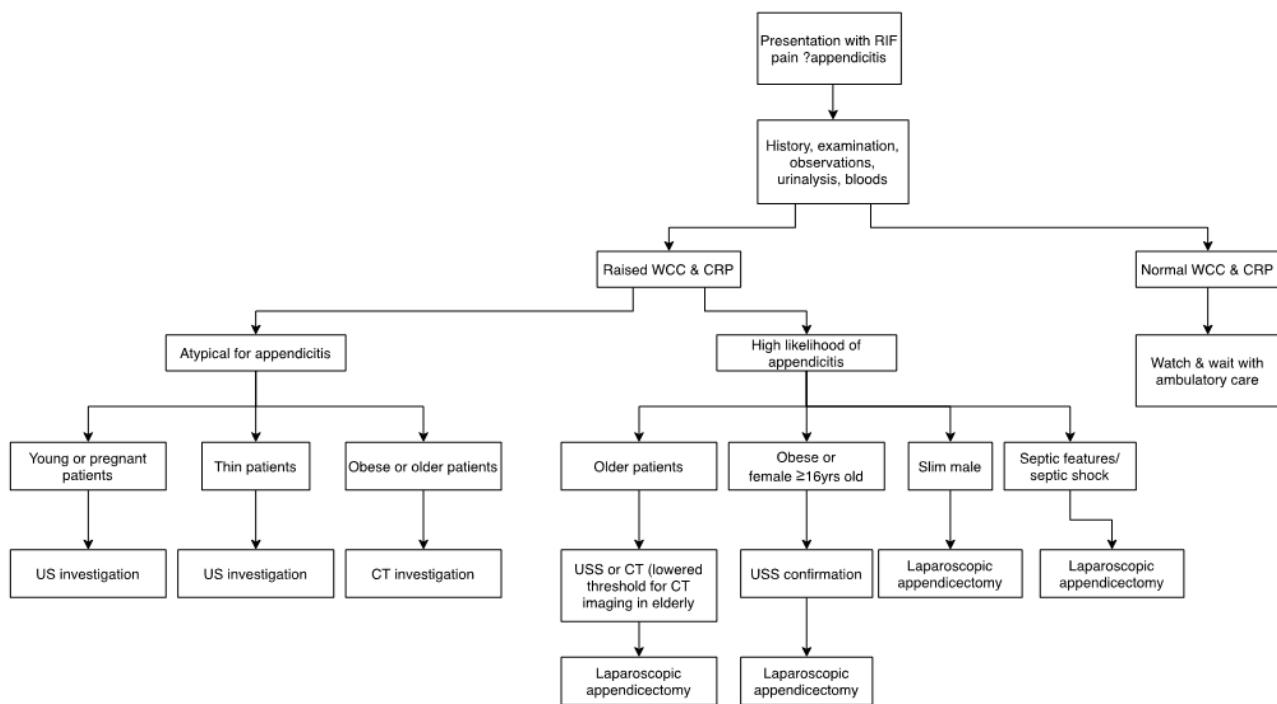 Presentation with RIF
pain ?appendicitis
History, examination,
observations,
urinalysis, bloods
Raised WCC & CRP
Normal WCC & CRP
Atypical for appendicitis
High likelihood of
appendicitis
Watch & wait with
ambulatory care
Young or pregnant
patients
Thin patients
Obese or older patients
Older patients
Obese or
female ≥16yrs old
Slim male
Septic features/
septic shock
US investigation
US investigation
CT investigation
USS or CT (lowered
threshold for CT
imaging in elderly
USS confirmation
Laparoscopic
appendicectomy
Laparoscopic
appendicectomy
Laparoscopic
appendicectomy
Laparoscopic
appendicectomy